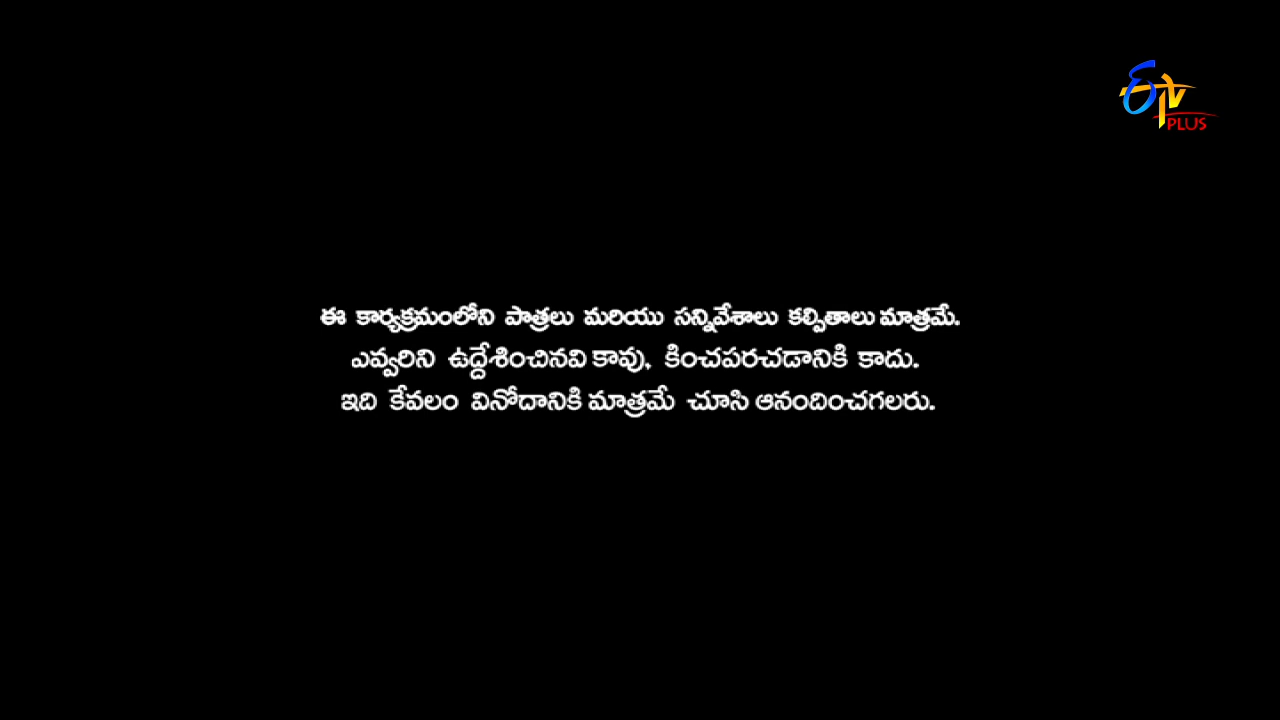 ETV
PLUS
ఈ కార్యక్రమంలోని పాత్రలు మరియు సన్నివేశాలు కల్పితాలు మాత్రమే.
ఎవ్వరిని ఉద్దేశించినవి కావు, కించపరచడానికి కాదు.
ఇది కేవలం వినోదానికి మాత్రమే చూసి ఆనందించగలరు.